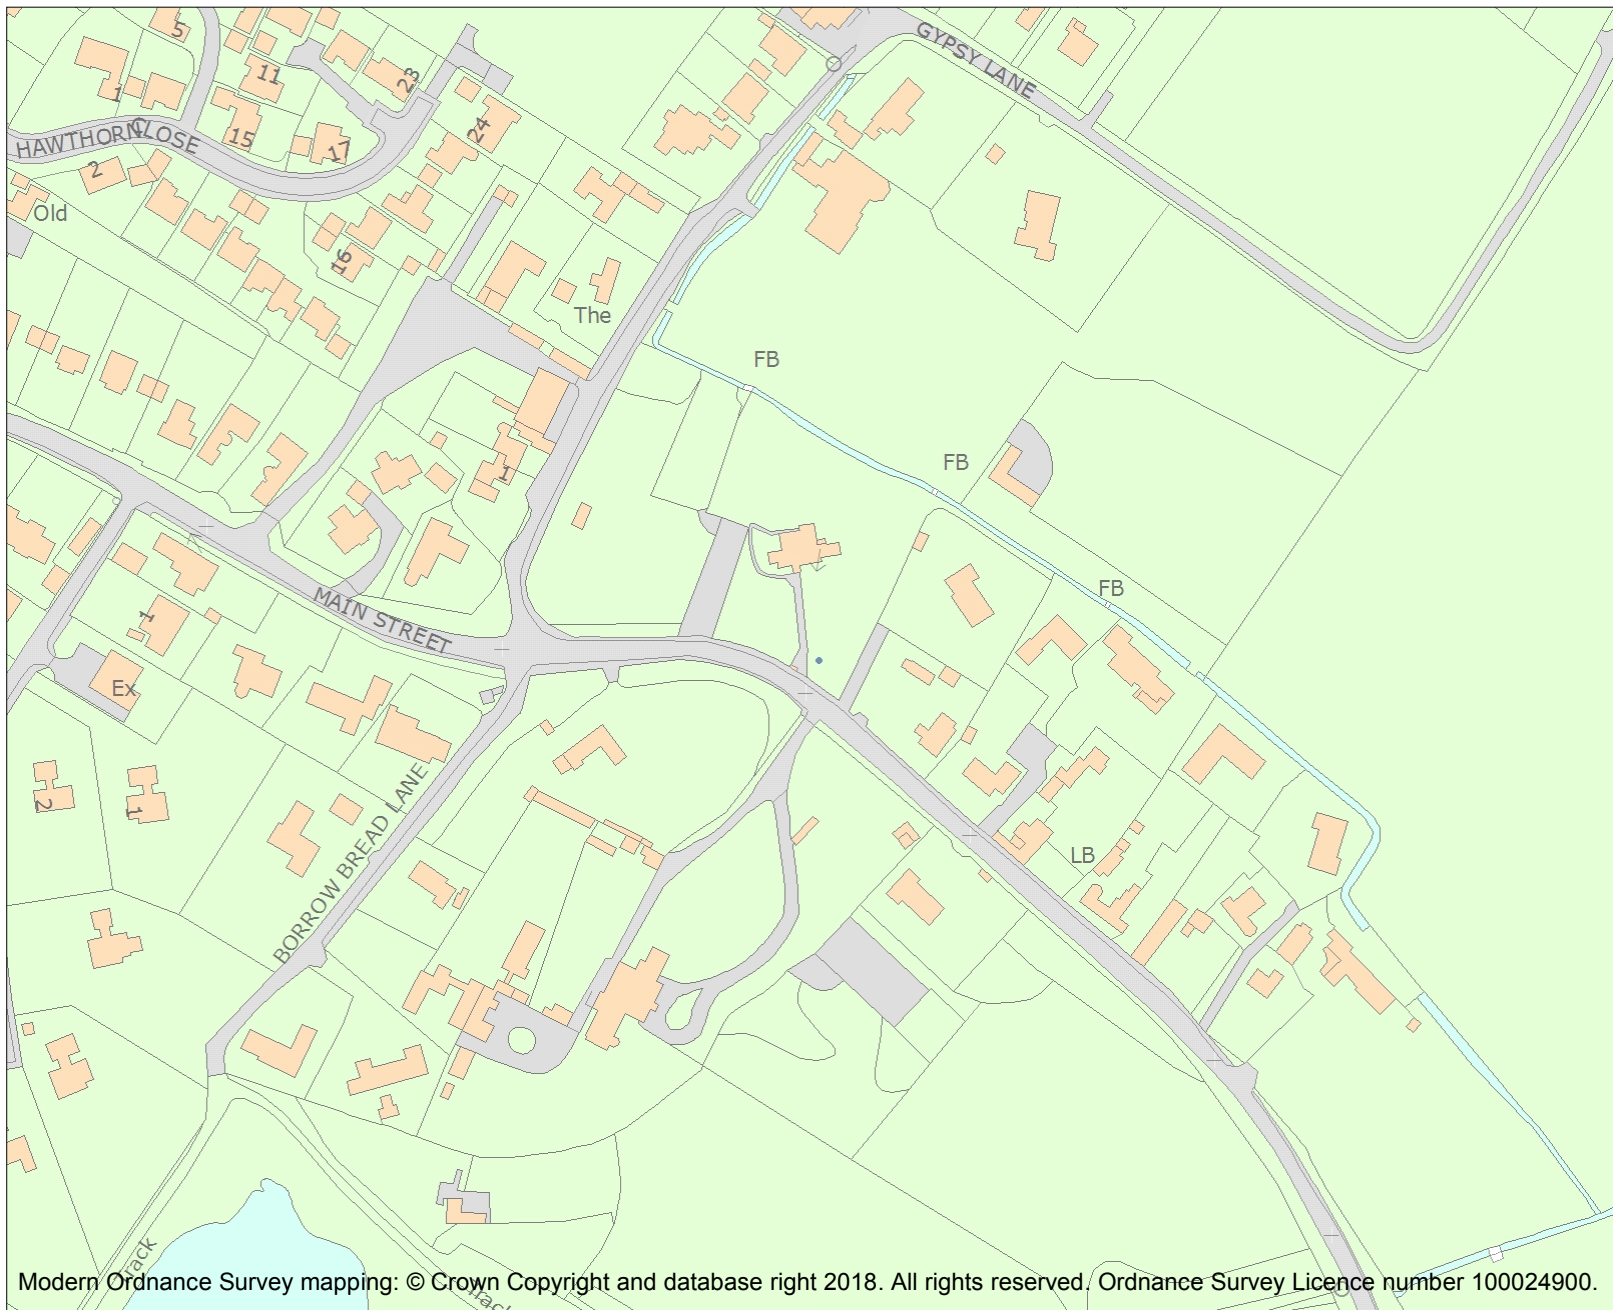 5
GYPSY LANE
11
23
1
24
HAWTHORN
CLOSE
15
17
2
Old
16
The
FB
FB
1
FB
MAIN STREET
1
Ex
2
1
BORROW BREAD LANE
LB
Track
Track
Modern Ordnance Survey mapping: © Crown Copyright and database right 2018. All rights reserved. Ordnance Survey Licence number 100024900.